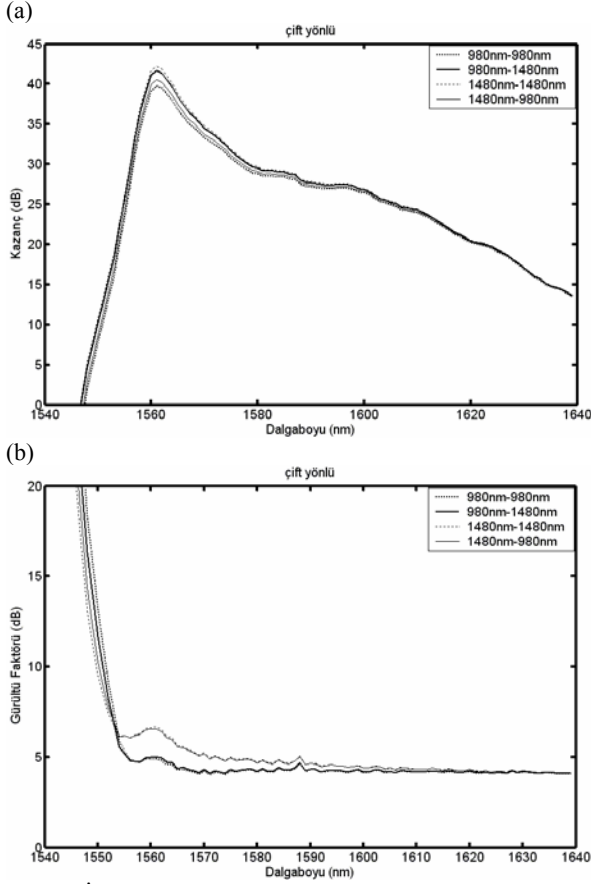 (a)
çift yönlü
980nm-980nm
980nm-1480nm
1480nm-1480nm
1480nm-980nm
45
40
35
30
25
20
15
10
5
0
Kazanç (dB)
1540
1560
1580
1600
1620
1640
Dalgaboyu (nm)
(b)
çift yönlü
980nm-980nm
980nm-1480nm
1480nm-1480nm
1480nm-980nm
20
15
10
5
0
Gürültü Faktörü (dB)
1540
1550
1560
1570
1580
1590
1600
1610
1620
1630
1640
Dalgaboyu (nm)